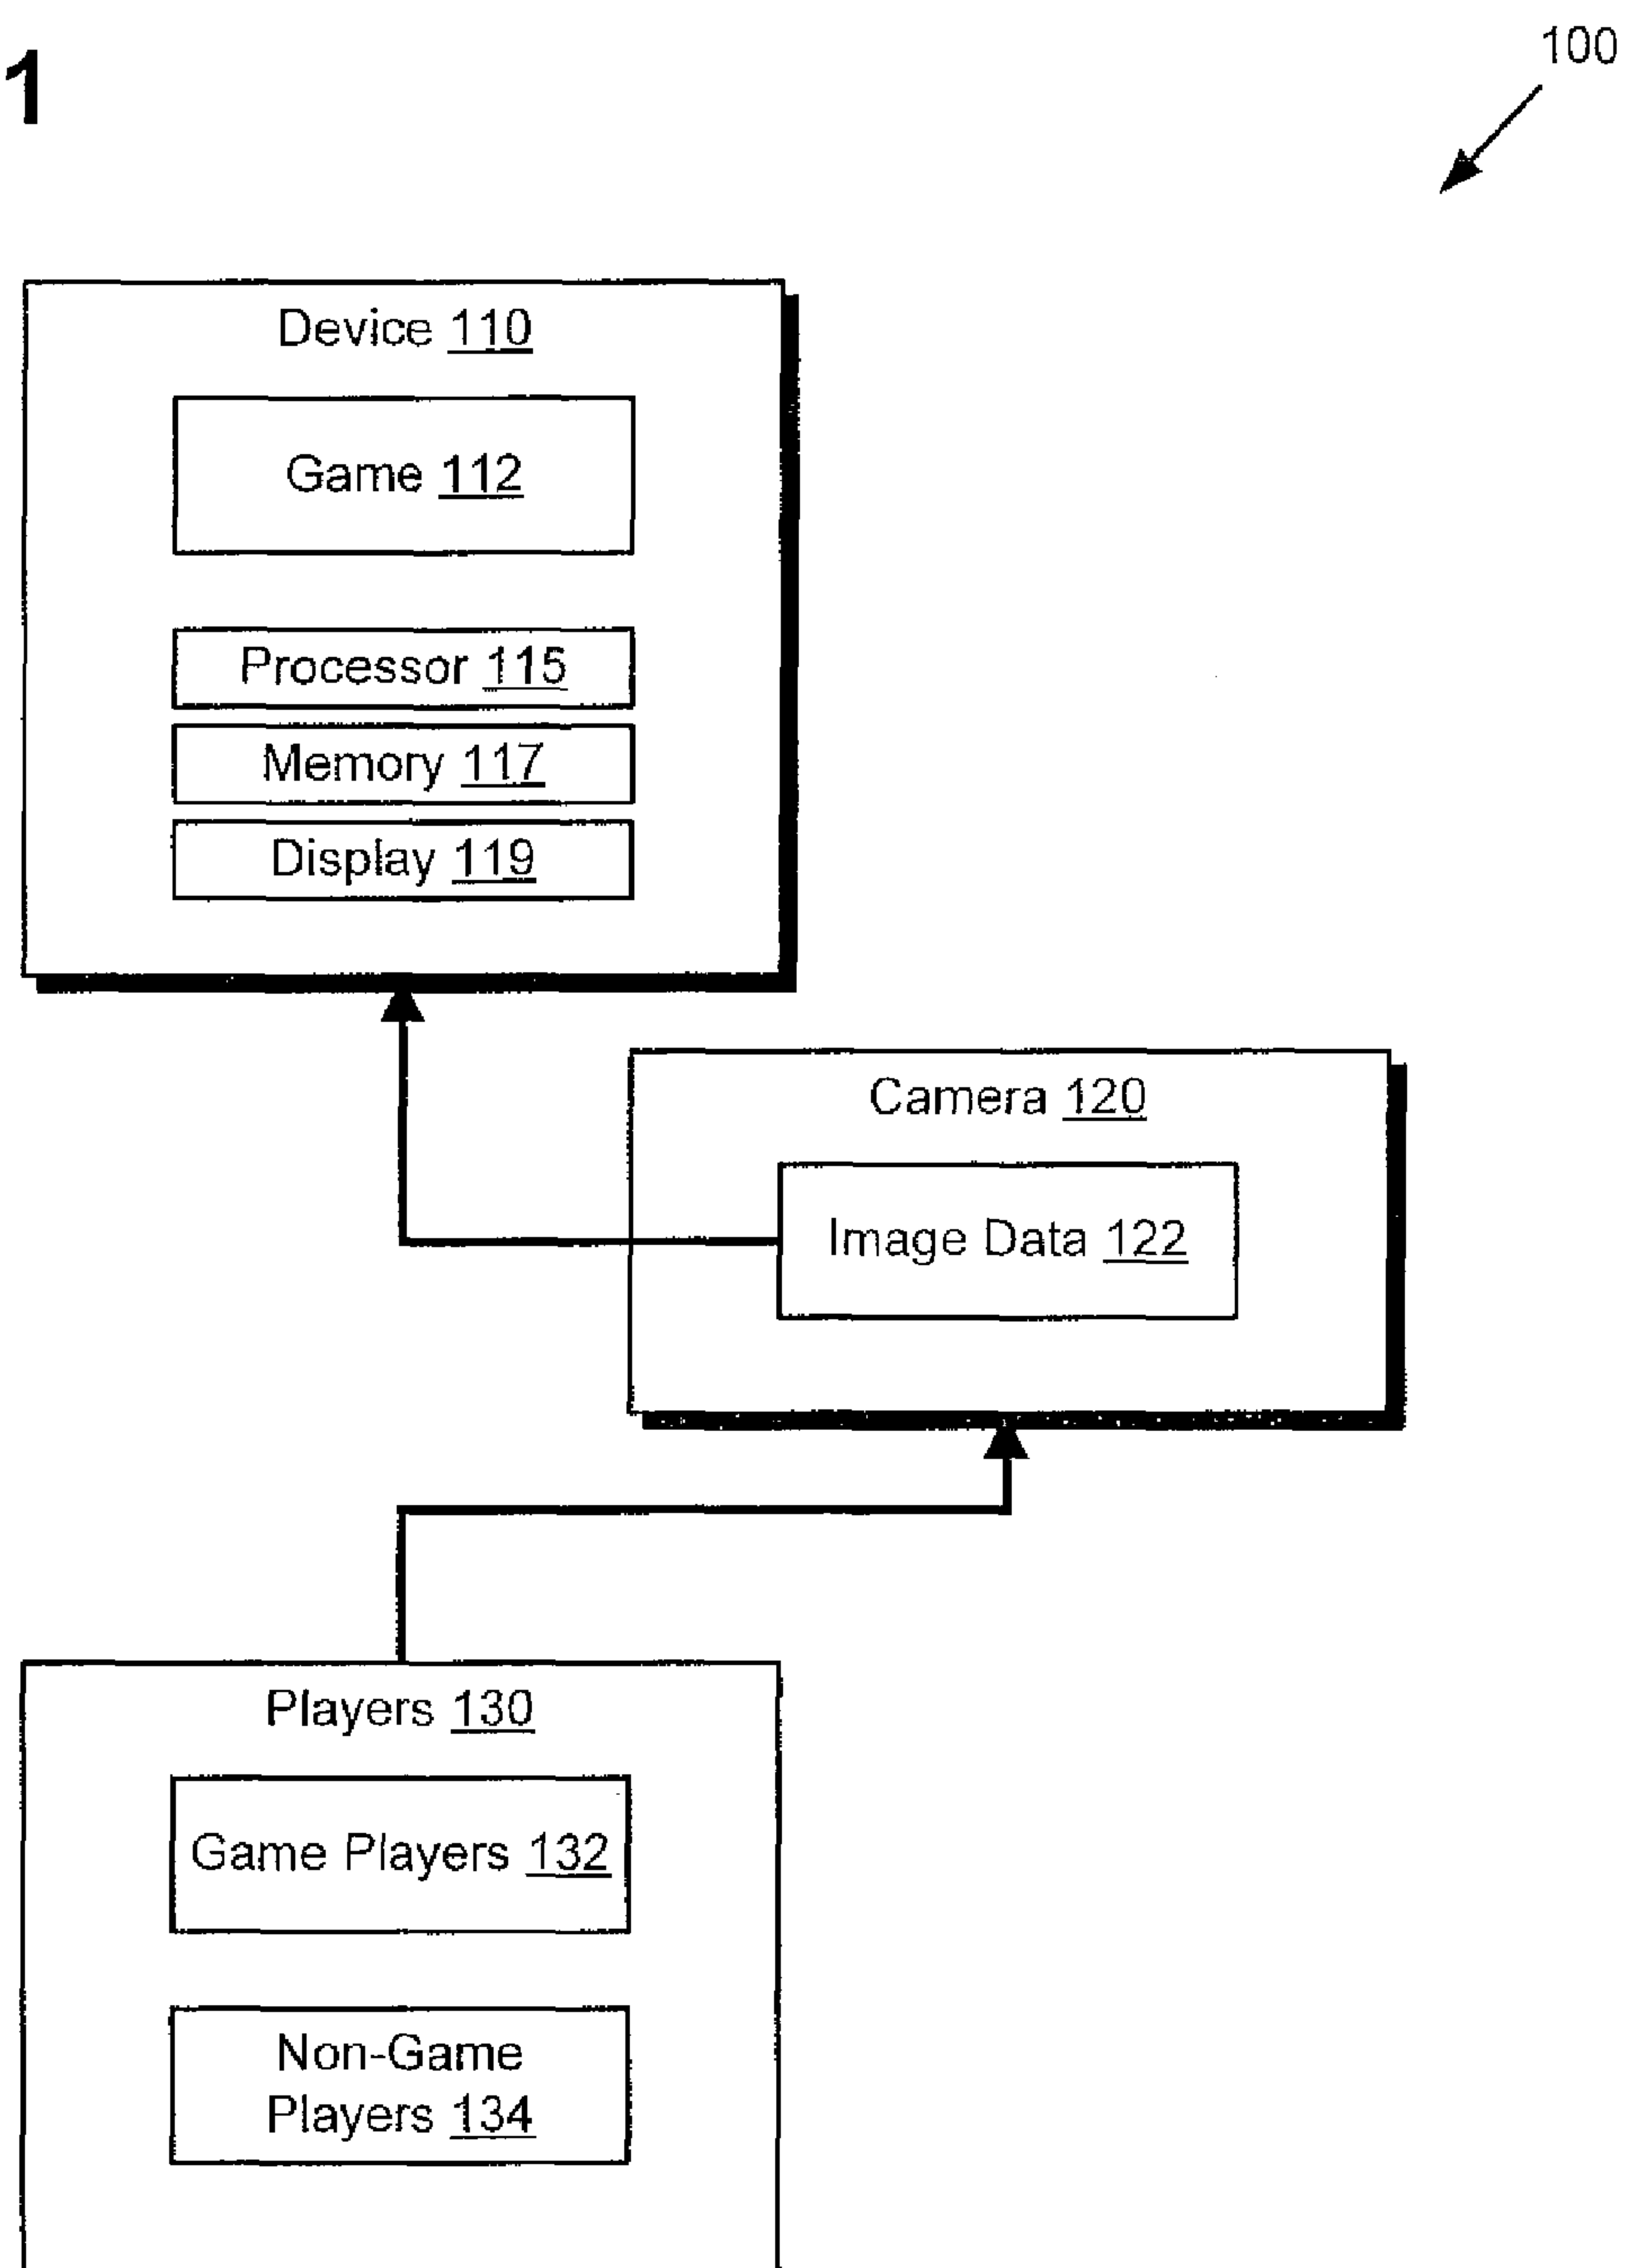 1
100
Device 110
Game 112
Processor 115
Memory 117
Display 119
Camera 120
Image Data 122
Players 130
Game Players 132
Non-Game
Players 134